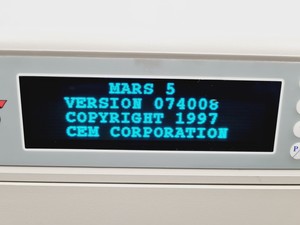 MARS 5
VERSION 074008
COPYRIGHT 1997
CEM CORPORATION
P